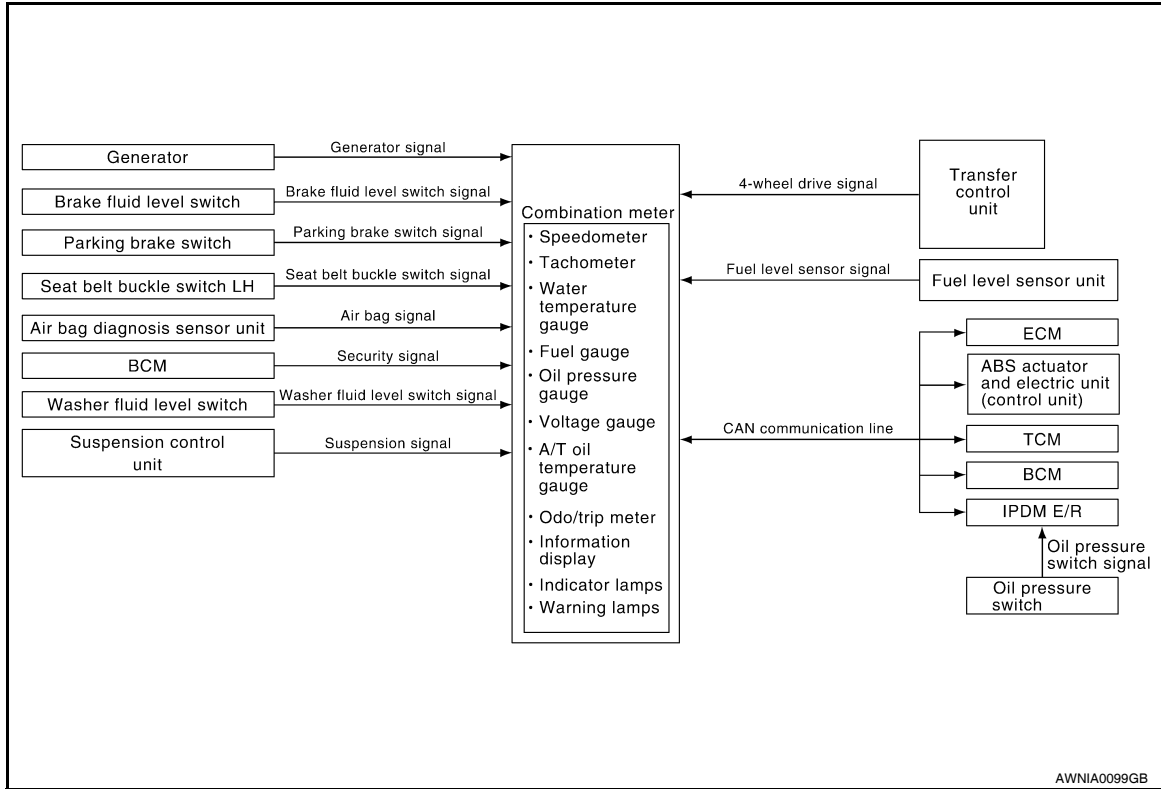 Generator
Generator signal
Brake fluid level switch
Brake fluid level switch signal
Parking brake switch
Parking brake switch signal
Seat belt buckle switch LH
Seat belt buckle switch signal
Air bag diagnosis sensor unit
Air bag signal
BCM
Security signal
Washer fluid level switch
Washer fluid level switch signal
Suspension control
unit
Suspension signal
Combination meter
• Speedometer
• Tachometer
• Water
temperature
gauge
• Fuel gauge
• Oil pressure
gauge
• Voltage gauge
• A/T oil
temperature
gauge
• Odo/trip meter
• Information
display
• Indicator lamps
• Warning lamps
4-wheel drive signal
Transfer
control
unit
Fuel level sensor signal
Fuel level sensor unit
CAN communication line
ECM
ABS actuator
and electric unit
(control unit)
TCM
BCM
IPDM E/R
Oil pressure
switch signal
Oil pressure
switch
AWNIA0099GB